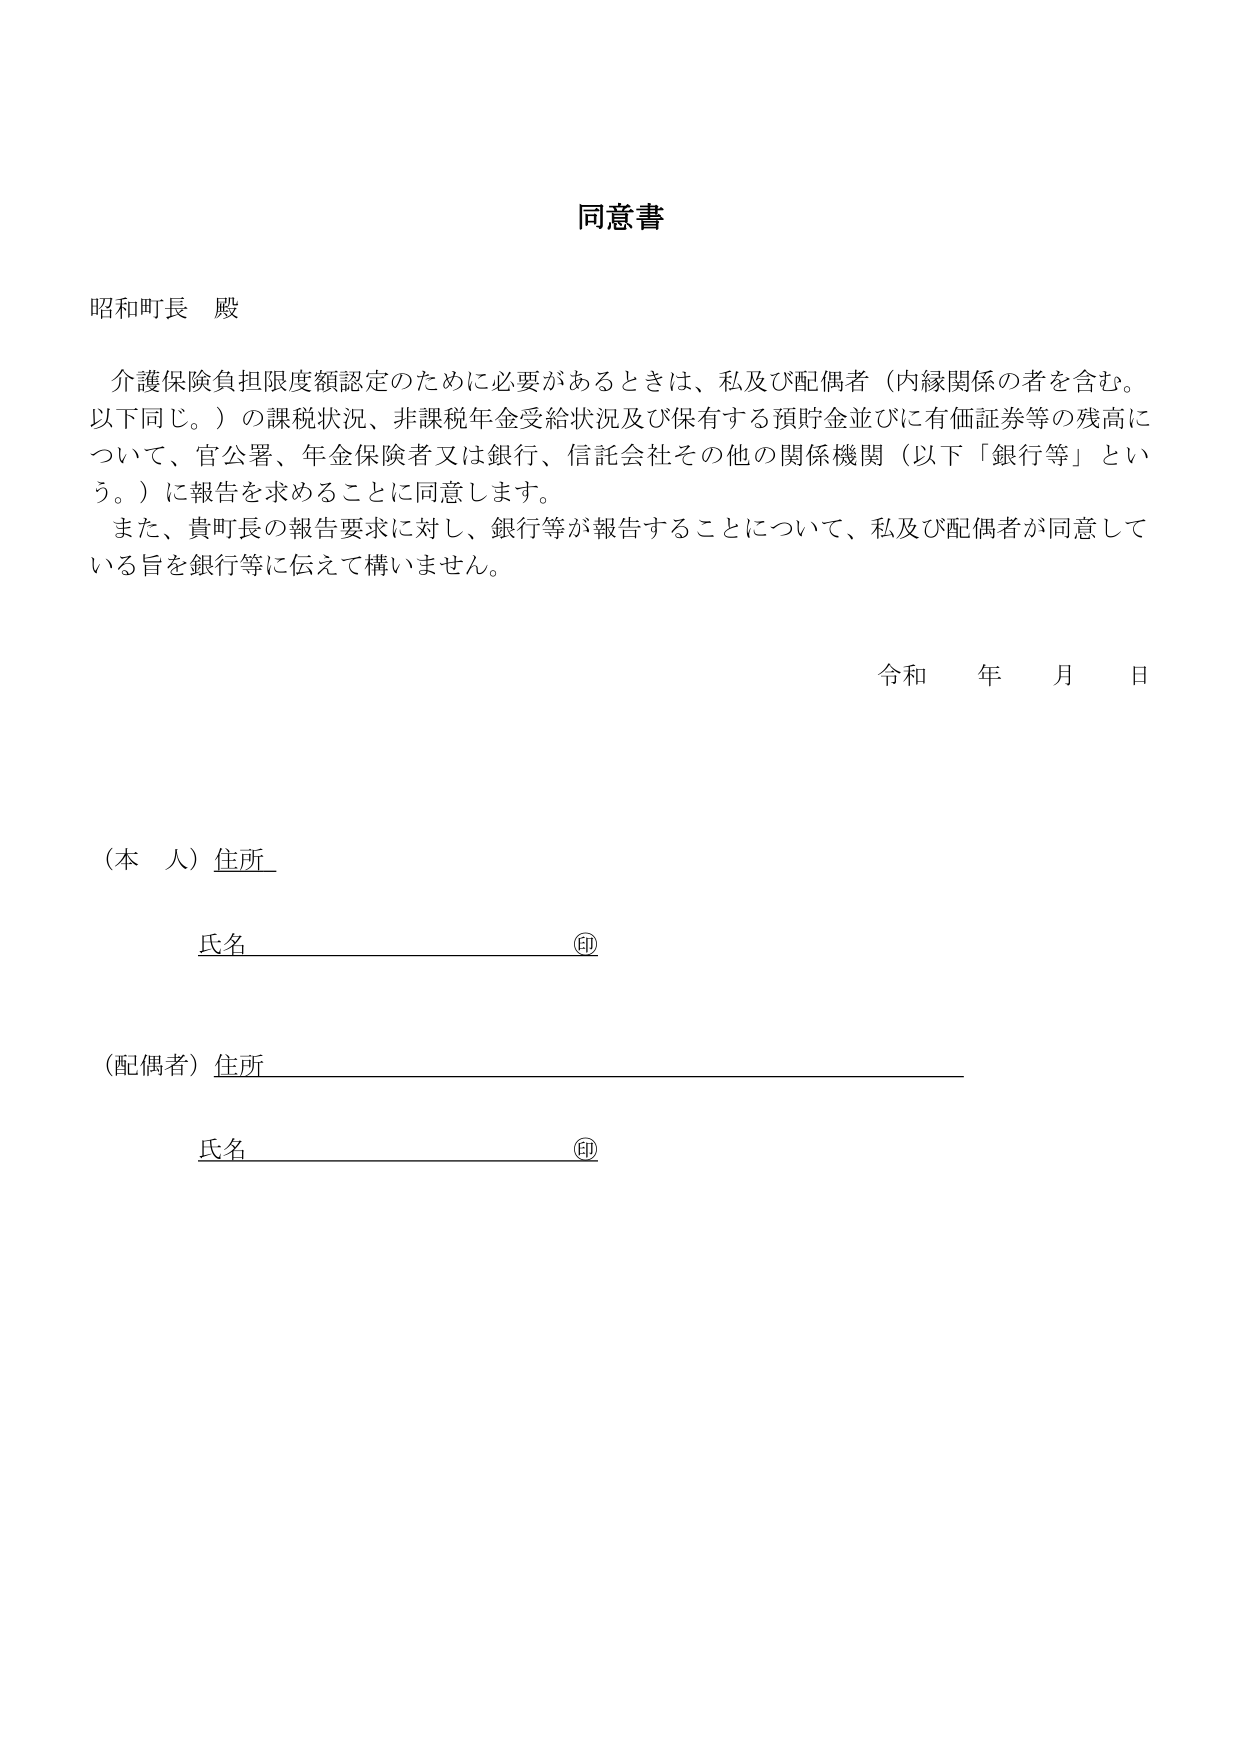 同意書
昭和町長　殿
介護保険負担限度額認定のために必要があるときは、私及び配偶者（内縁関係の者を含む。
以下同じ。）の課税状況、非課税年金受給状況及び保有する預貯金並びに有価証券等の残高に
ついて、官公署、年金保険者又は銀行、信託会社その他の関係機関（以下「銀行等」とい
う。）に報告を求めることに同意します。
また、貴町長の報告要求に対し、銀行等が報告することについて、私及び配偶者が同意して
いる旨を銀行等に伝えて構いません。
令和　　年　　月　　日
（本　人）住所
氏名　　　　　　　　　　　　　㊞
（配偶者）住所
氏名　　　　　　　　　　　　　㊞